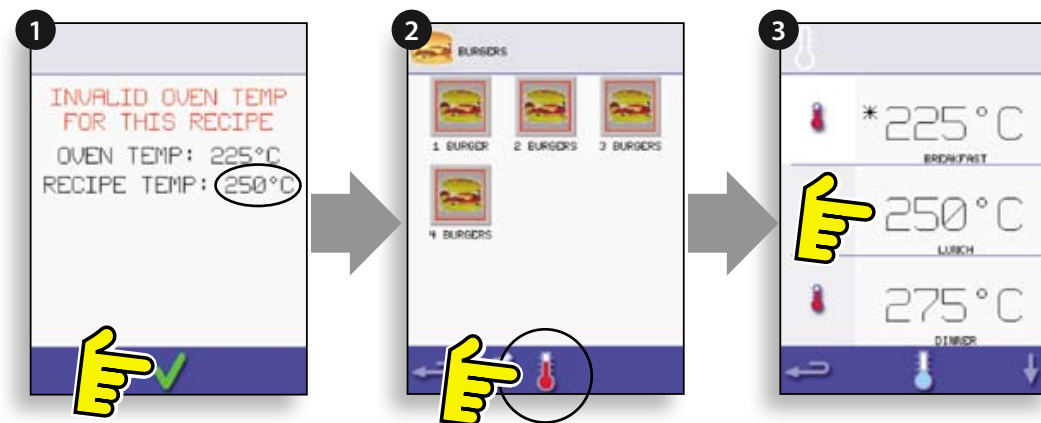 1
INVALID OVEN TEMP
FOR THIS RECIPE
OVEN TEMP: 225°C
RECIPE TEMP: 250°C
2
BURGERS
1 BURGER 2 BURGERS 3 BURGERS
4 BURGERS
3
*225°C
BREAKFAST
250°C
LUNCH
275°C
DINNER